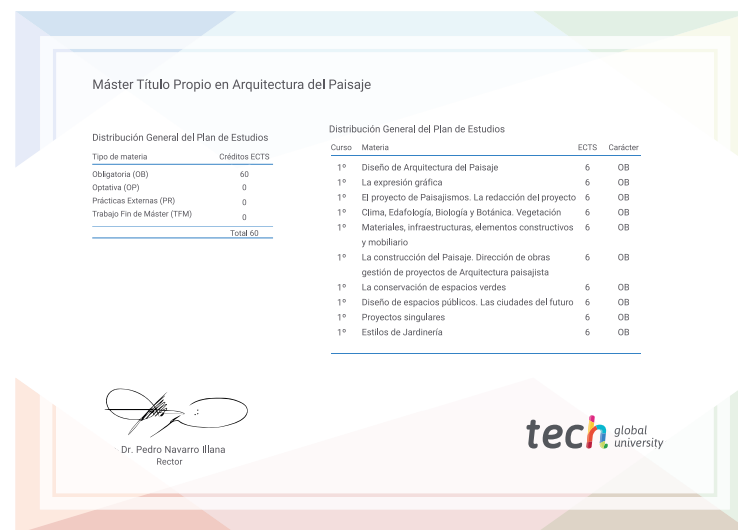 Máster Título Propio en Arquitectura del Paisaje
Distribución General del Plan de Estudios
Tipo de materia Créditos ECTS
Obligatoria (OB) 60
Optativa (OP) 0
Prácticas Externas (PR) 0
Trabajo Fin de Máster (TFM) 0
Total 60
Distribución General del Plan de Estudios
Curso Materia ECTS Carácter
1º Diseño de Arquitectura del Paisaje 6 OB
1º La expresión gráfica 6 OB
1º El proyecto de Paisajismos. La redacción del proyecto 6 OB
1º Clima, Edafología, Biología y Botánica. Vegetación 6 OB
1º Materiales, infraestructuras, elementos constructivos 6 OB
y mobiliario
1º La construcción del Paisaje. Dirección de obras 6 OB
gestión de proyectos de Arquitectura paisajista
1º La conservación de espacios verdes 6 OB
1º Diseño de espacios públicos. Las ciudades del futuro 6 OB
1º Proyectos singulares 6 OB
1º Estilos de Jardinería 6 OB
Dr. Pedro Navarro Illana
Rector
tech global
university